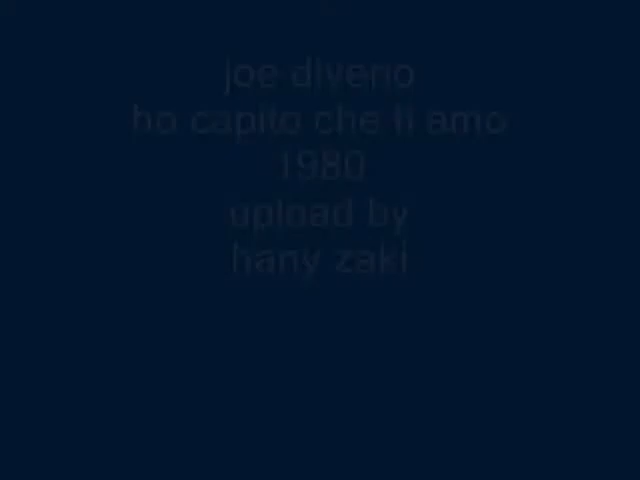 joe diveno
ho capito che ti amo
1980
upload by
hany zaki